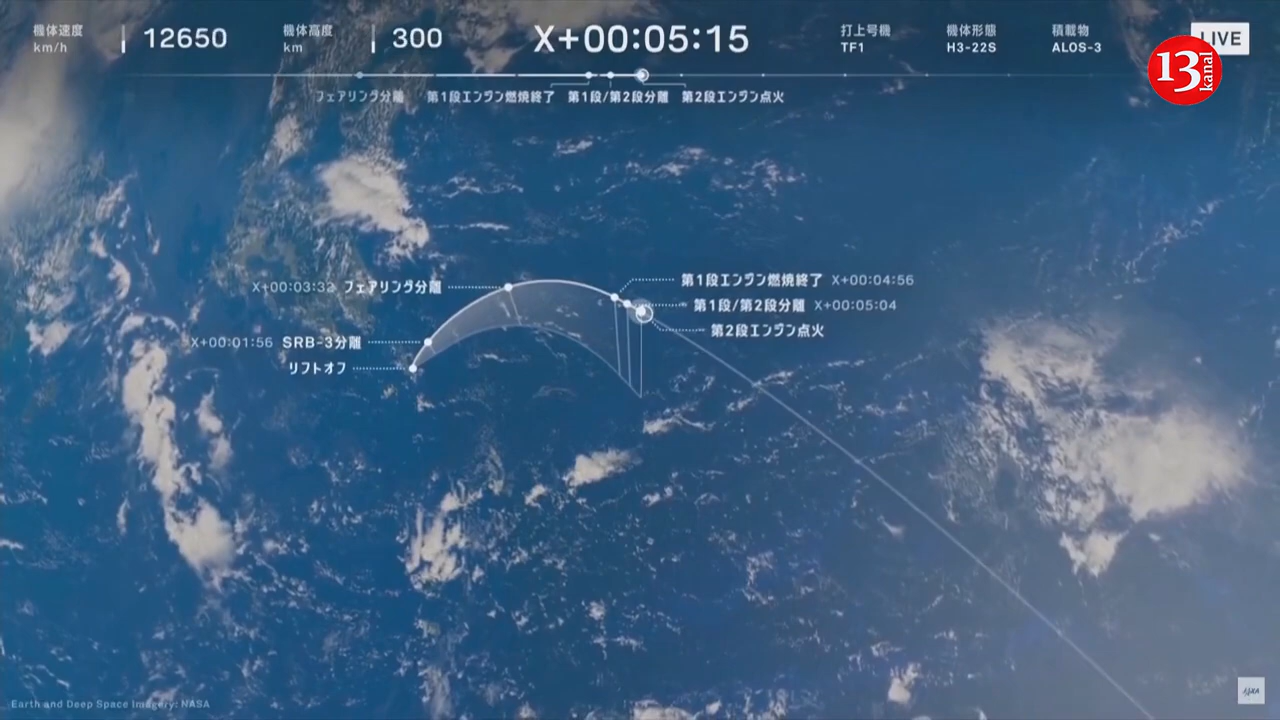 機体速度
km/h
12650
機体高度
km
300
X+00:05:15
打上号機
TF1
機体形態
H3-22S
積載物
ALOS-3
LIVE
13
kanal
フェアリング分離
第1段エンジン燃焼終了
第1段/第2段分離
第2段エンジン点火
X+00:03:32 フェアリング分離
第1段エンジン燃焼終了 X+00:04:56
第1段/第2段分離 X+00:05:04
第2段エンジン点火
X+00:01:56 SRB-3分離
リフトオフ
Earth and Deep Space Imagery: NASA
JAXA